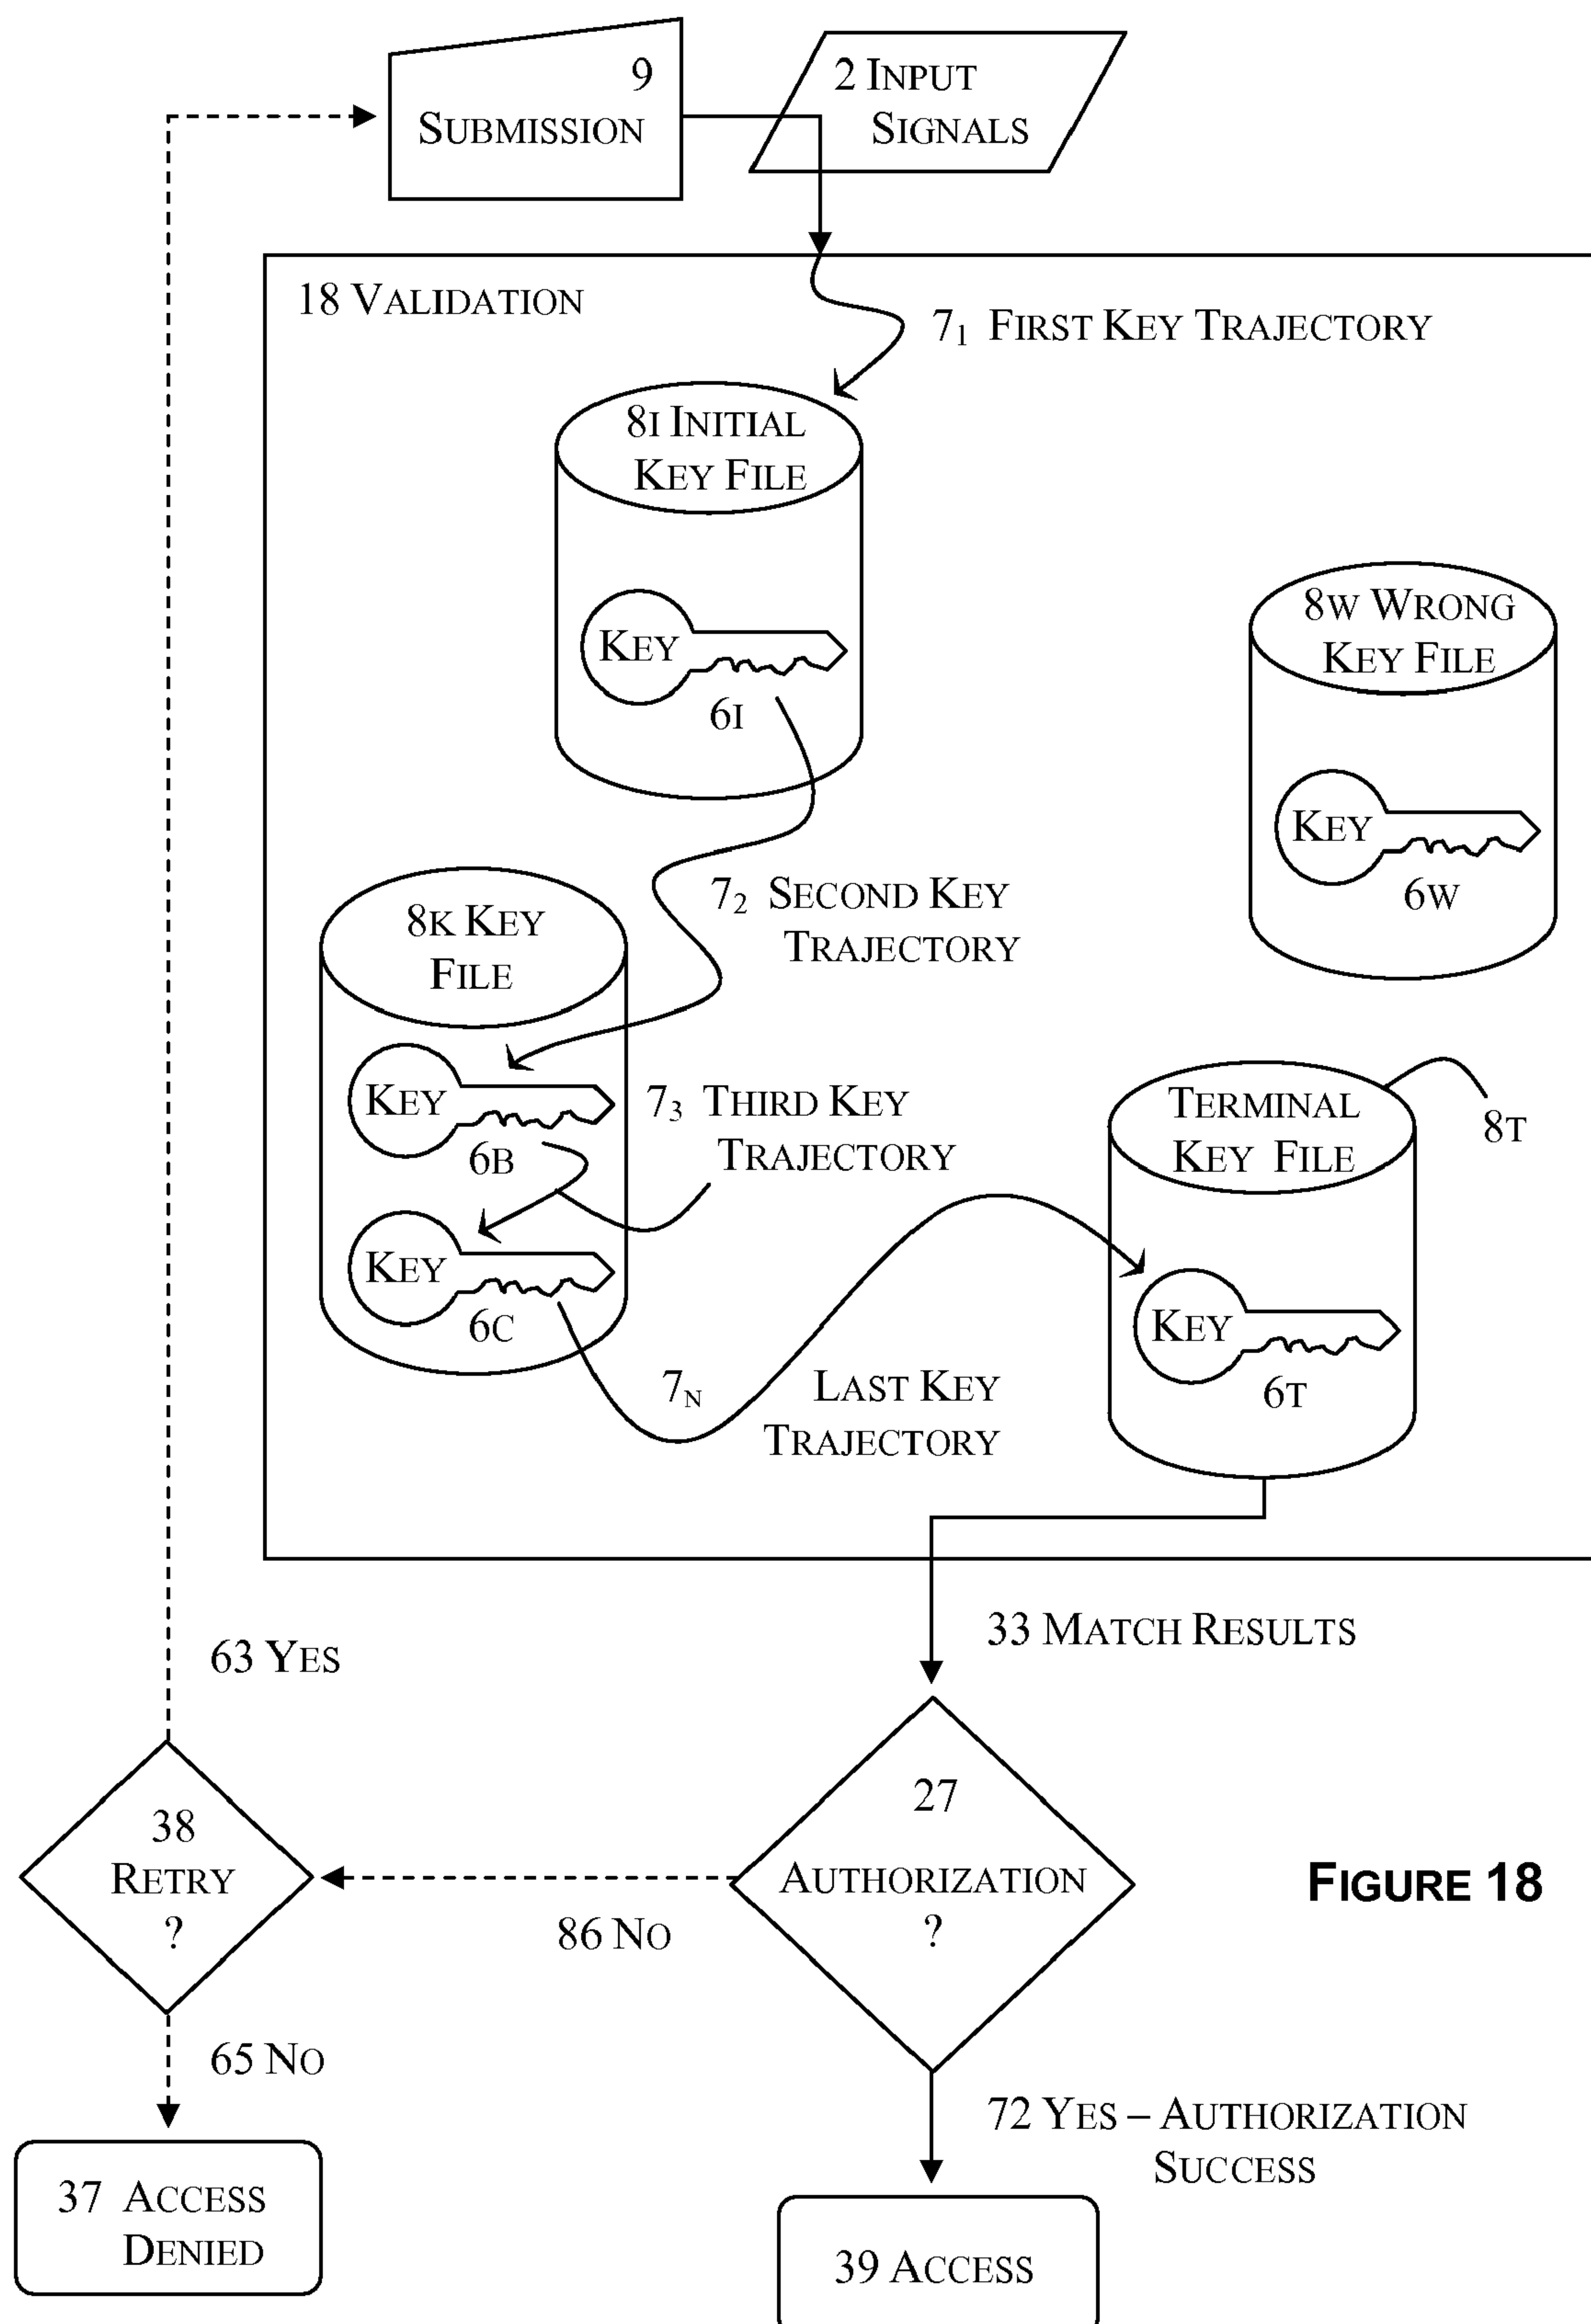 9
SUBMISSION
2 INPUT
SIGNALS
18 VALIDATION
7₁ FIRST KEY TRAJECTORY
8I INITIAL
KEY FILE
KEY
6I
8W WRONG
KEY FILE
KEY
6W
7₂ SECOND KEY
TRAJECTORY
8K KEY
FILE
KEY
6B
7₃ THIRD KEY
TRAJECTORY
KEY
6C
TERMINAL
KEY FILE
8T
KEY
6T
7N LAST KEY
TRAJECTORY
33 MATCH RESULTS
63 YES
27
AUTHORIZATION
?
38
RETRY
?
86 NO
FIGURE 18
65 NO
72 YES – AUTHORIZATION
SUCCESS
37 ACCESS
DENIED
39 ACCESS